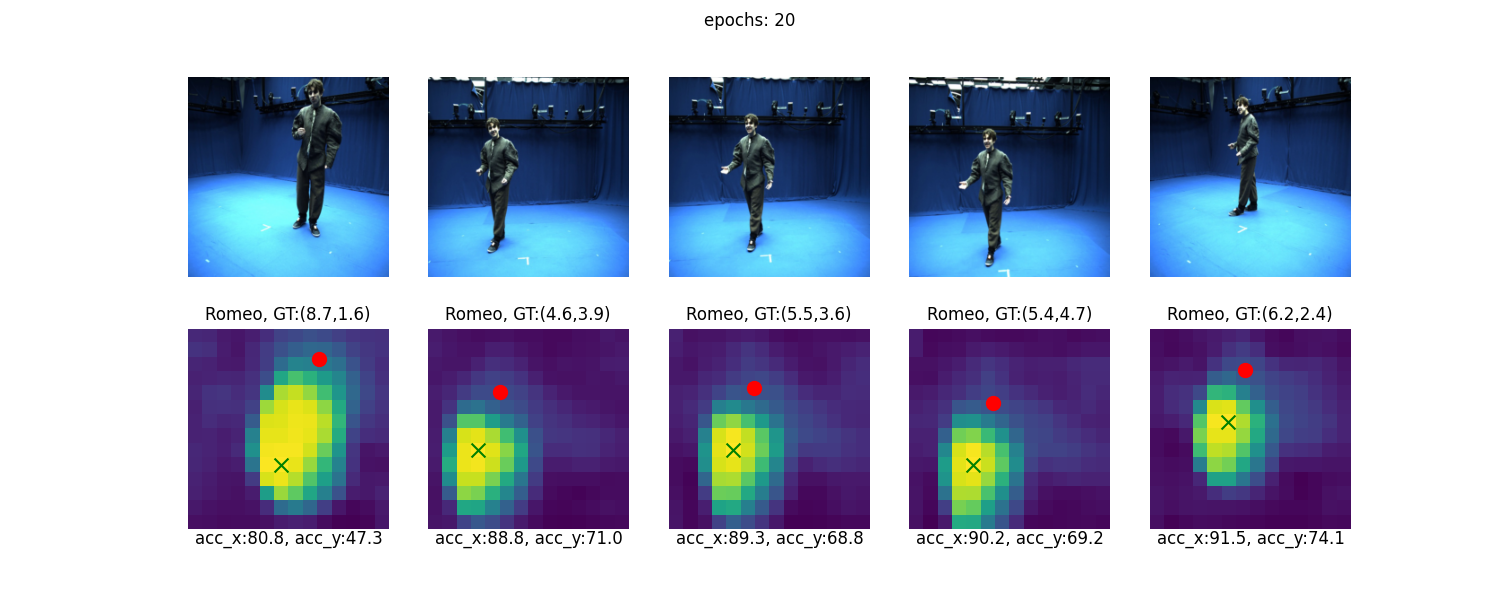 epochs: 20
Romeo, GT:(8.7,1.6)
Romeo, GT:(4.6,3.9)
Romeo, GT:(5.5,3.6)
Romeo, GT:(5.4,4.7)
Romeo, GT:(6.2,2.4)
acc_x:80.8, acc_y:47.3
acc_x:88.8, acc_y:71.0
acc_x:89.3, acc_y:68.8
acc_x:90.2, acc_y:69.2
acc_x:91.5, acc_y:74.1